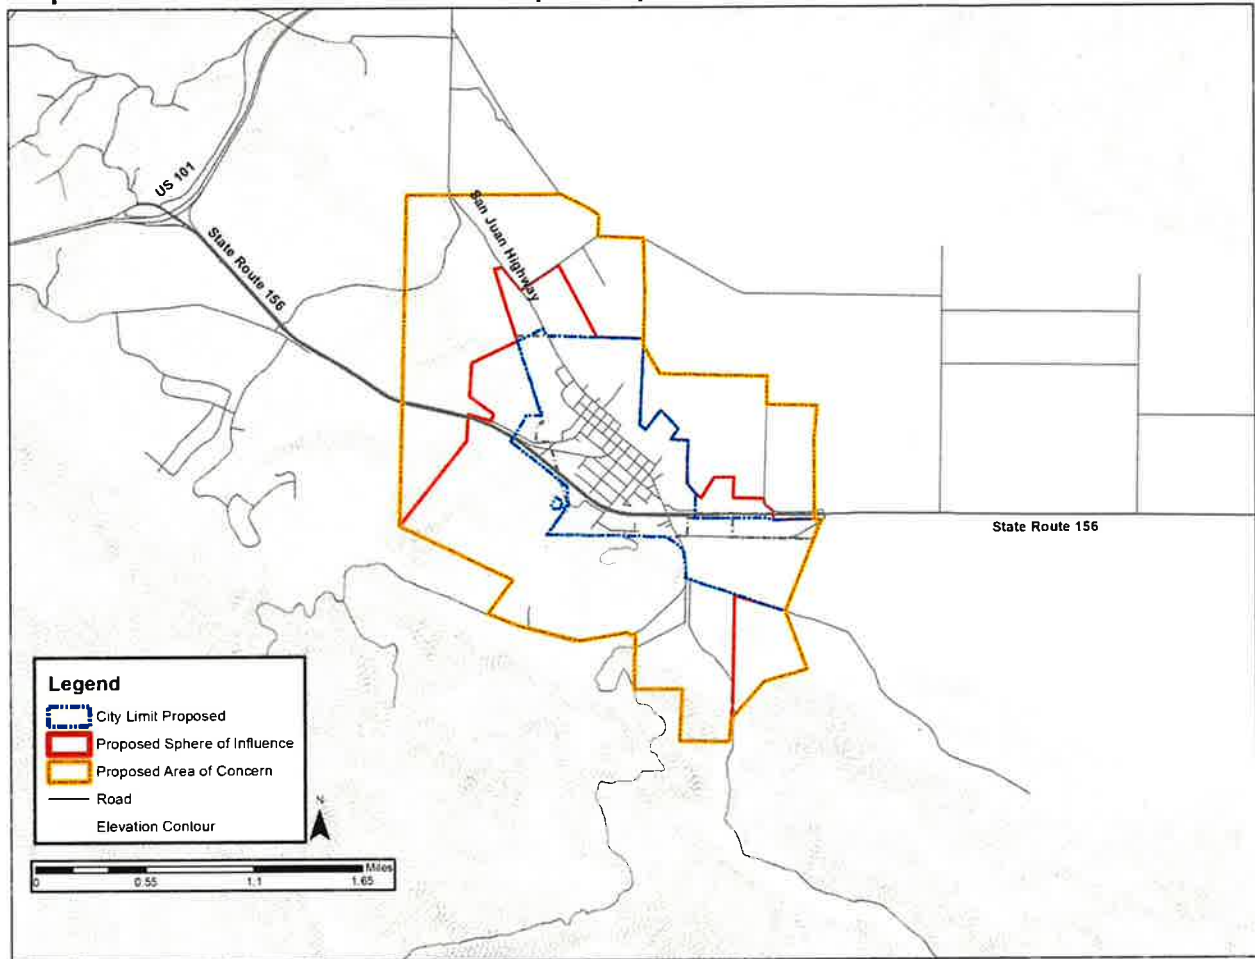 US 101
State Route 156
San Juan Highway
State Route 156
Legend
City Limit Proposed
Proposed Sphere of Influence
Proposed Area of Concern
Road
Elevation Contour
N
Miles
0 0.55 1.1 1.65